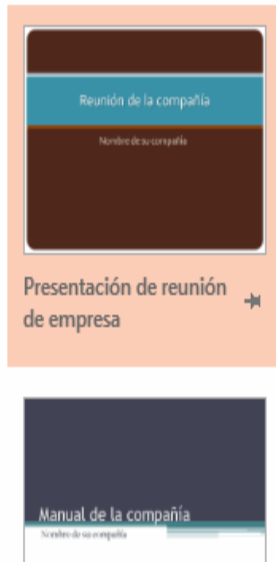 Reunión de la compañía
Nombre de su compañía
Presentación de reunión
de empresa
Manual de la compañía
Nombre de su compañía